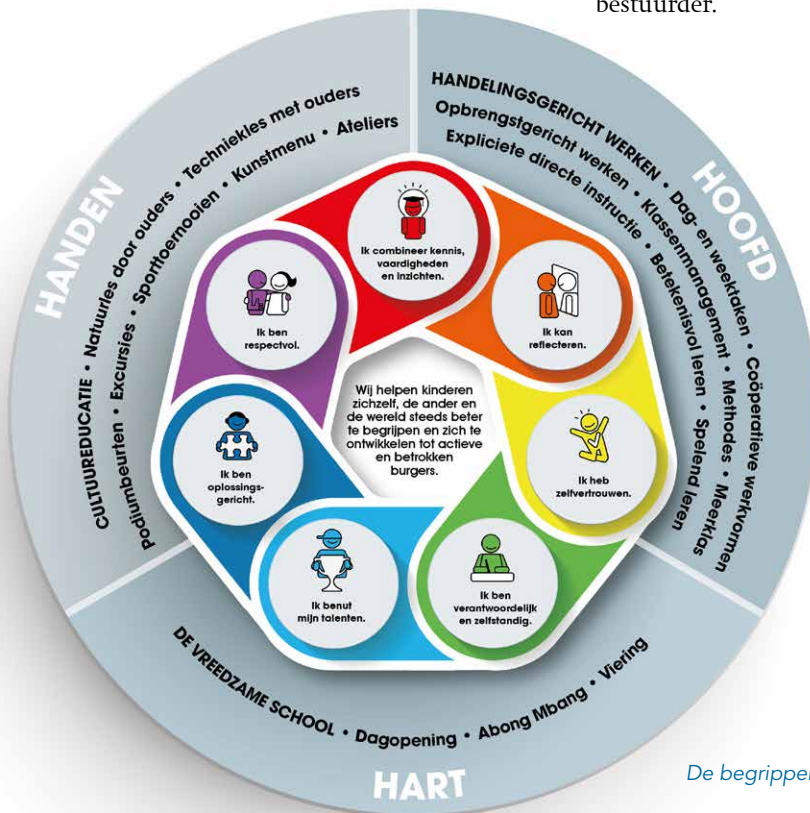 bestuurder.
HANDEN
CULTUUREDUCATIE • Natuurles door ouders • Techniekles met ouders
Podiumbeurten • Excursies • Sporttoernooien • Kunstmenu • Ateliers
HOOFD
HANDELINGSGERICHT WERKEN • Dag- en weektaken • Coöperatieve werkvormen
Opbrengstgericht werken • Klassenmanagement • Methodes • Meerklas
Expliciete directe instructie • Betekenisvol leren • Spelend leren
Ik combineer kennis,
vaardigheden
en inzichten.
Ik kan
reflecteren.
Ik heb
zelfvertrouwen.
Ik ben
verantwoordelijk
en zelfstandig.
Ik benut
mijn talenten.
Ik ben
oplossings-
gericht.
Ik ben
respectvol.
Wij helpen kinderen
zichzelf, de ander en
de wereld steeds beter
te begrijpen en zich te
ontwikkelen tot actieve
en betrokken
burgers.
DE VREEDZAME SCHOOL • Dagopening • Abong Mbang • Viering
HART
De begrippe